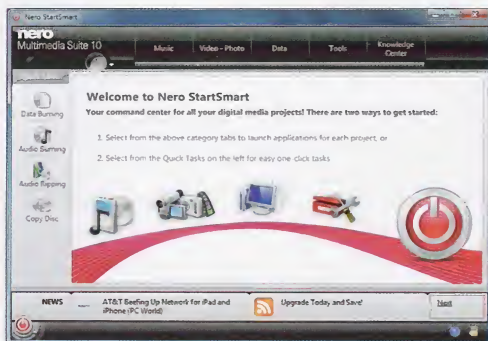 Nero StartSmart
nero
Multimedia Suite 10
Music
Video - Photo
Data
Tools
Knowledge
Center
Data Burning
Audio Burning
Audio Ripping
Copy Disc
Welcome to Nero StartSmart
Your command center for all your digital media projects! There are two ways to get started:
1. Select from the above category tabs to launch applications for each project, or
2. Select from the Quick Tasks on the left for easy one click tasks
NEWS
AT&T Beefing Up Network for iPad and
iPhone (PC World)
Upgrade Today and Save!
Next